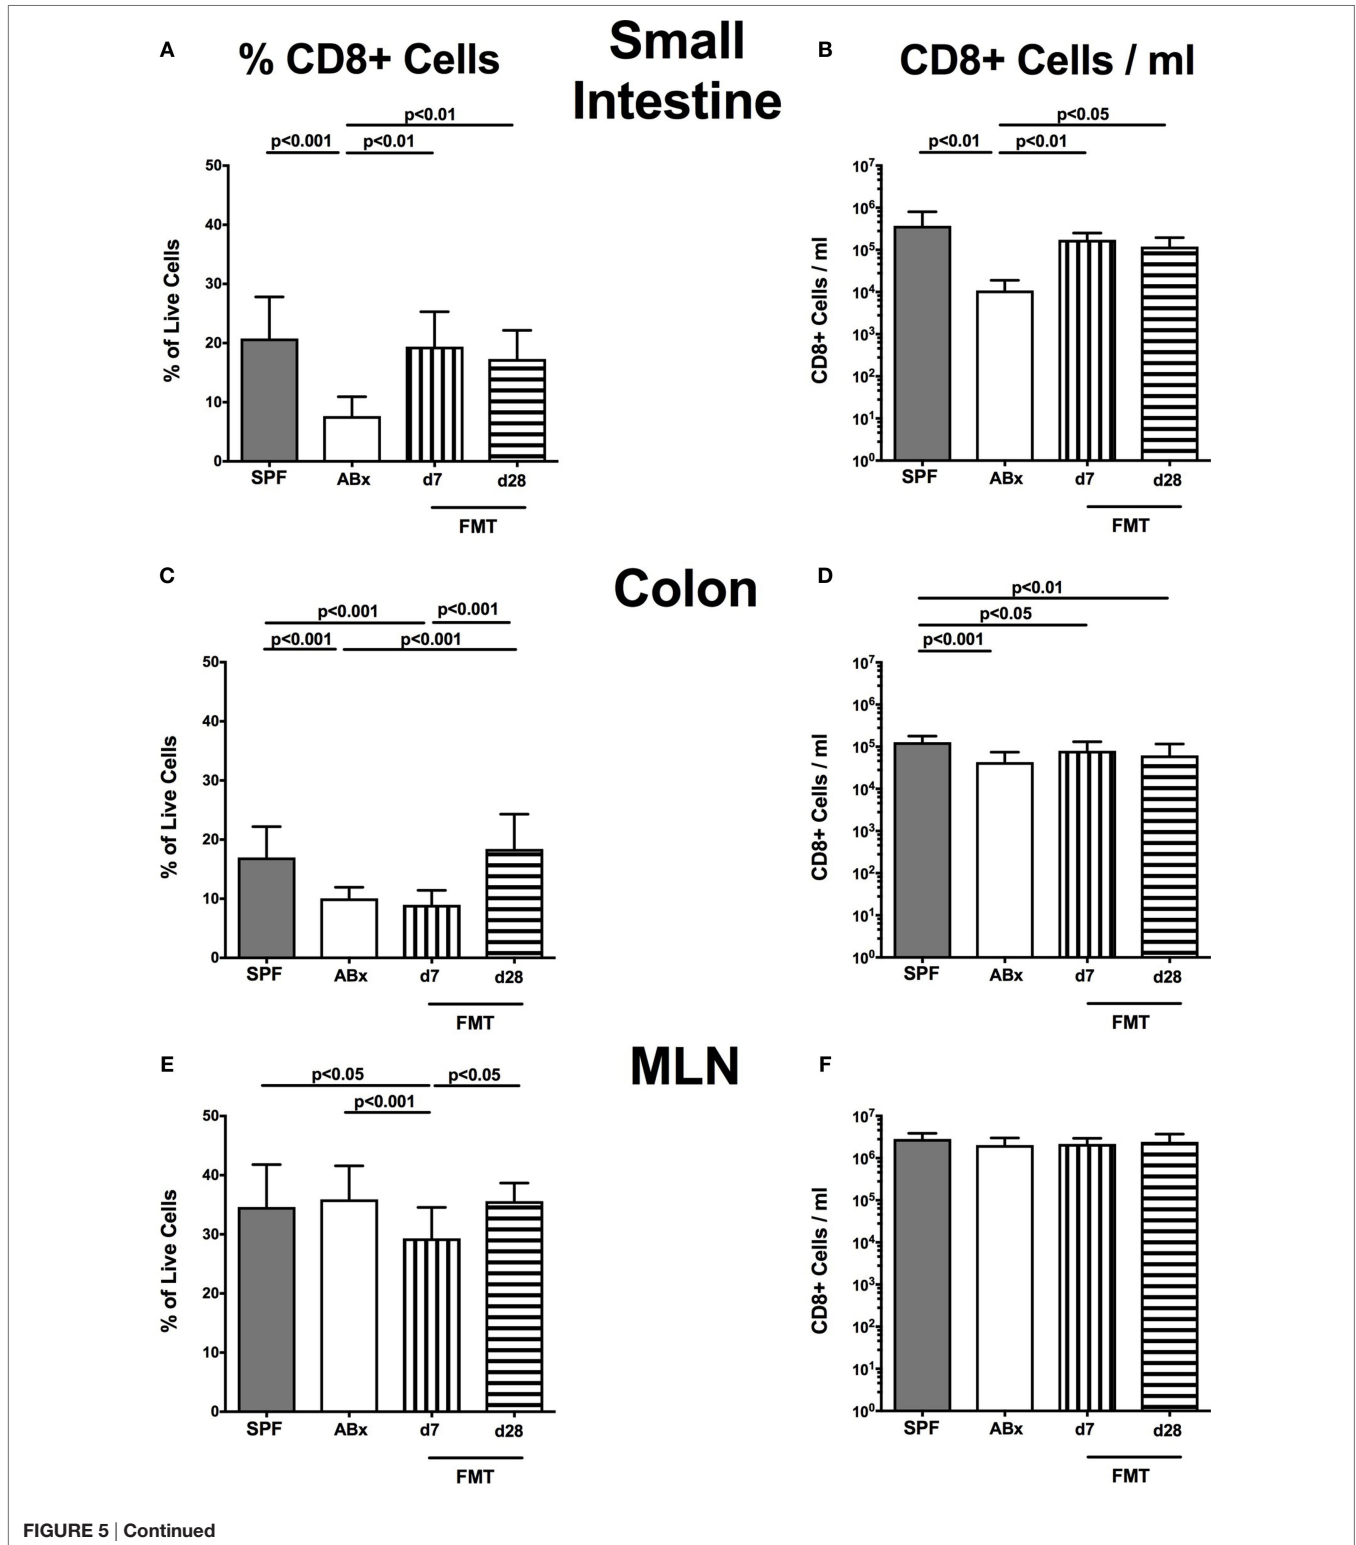 A
% CD8+ Cells
Small
Intestine
B
CD8+ Cells / ml
p<0.01
p<0.001
p<0.01
% of Live Cells
50
40
30
20
10
0
SPF
ABx
d7
d28
FMT
p<0.05
p<0.01
p<0.01
CD8+ Cells / ml
10⁷
10⁶
10⁵
10⁴
10³
10²
10¹
10⁰
SPF
ABx
d7
d28
FMT
C
Colon
D
p<0.001
p<0.001
p<0.001
p<0.001
% of Live Cells
50
40
30
20
10
0
SPF
ABx
d7
d28
FMT
p<0.01
p<0.05
p<0.001
CD8+ Cells / ml
10⁷
10⁶
10⁵
10⁴
10³
10²
10¹
10⁰
SPF
ABx
d7
d28
FMT
E
MLN
F
p<0.05
p<0.05
p<0.001
% of Live Cells
50
40
30
20
10
0
SPF
ABx
d7
d28
FMT
CD8+ Cells / ml
10⁷
10⁶
10⁵
10⁴
10³
10²
10¹
10⁰
SPF
ABx
d7
d28
FMT
FIGURE 5 | Continued